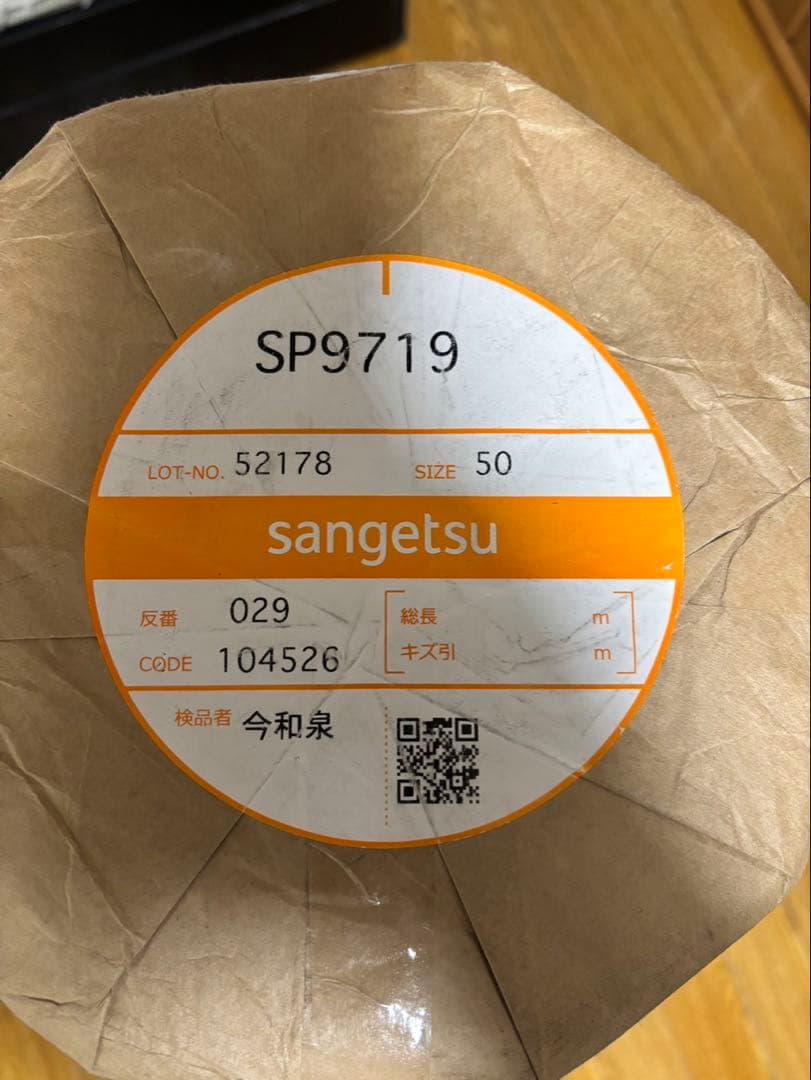 SP9719
LOT-NO. 52178 SIZE 50
sangetsu
反番 029 総長 m
CODE 104526 キズ引 m
検品者 今和泉